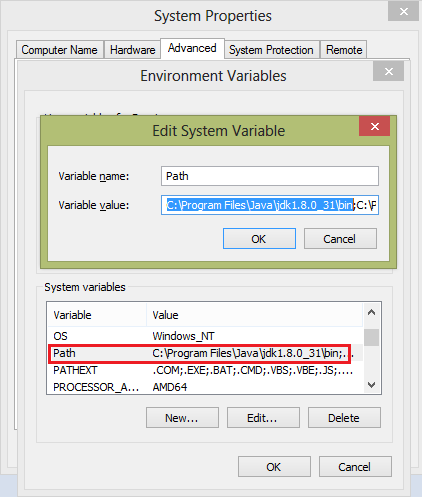 System Properties
Computer Name Hardware Advanced System Protection Remote
Environment Variables
Edit System Variable
Variable name: Path
Variable value: C:\Program Files\Java\jdk1.8.0_31\bin;C:\P
OK Cancel
System variables
Variable Value
OS Windows_NT
Path C:\Program Files\Java\jdk1.8.0_31\bin;...
PATHEXT .COM;.EXE;.BAT;.CMD;.VBS;.VBE;.JS;....
PROCESSOR_A... AMD64
New... Edit... Delete
OK Cancel